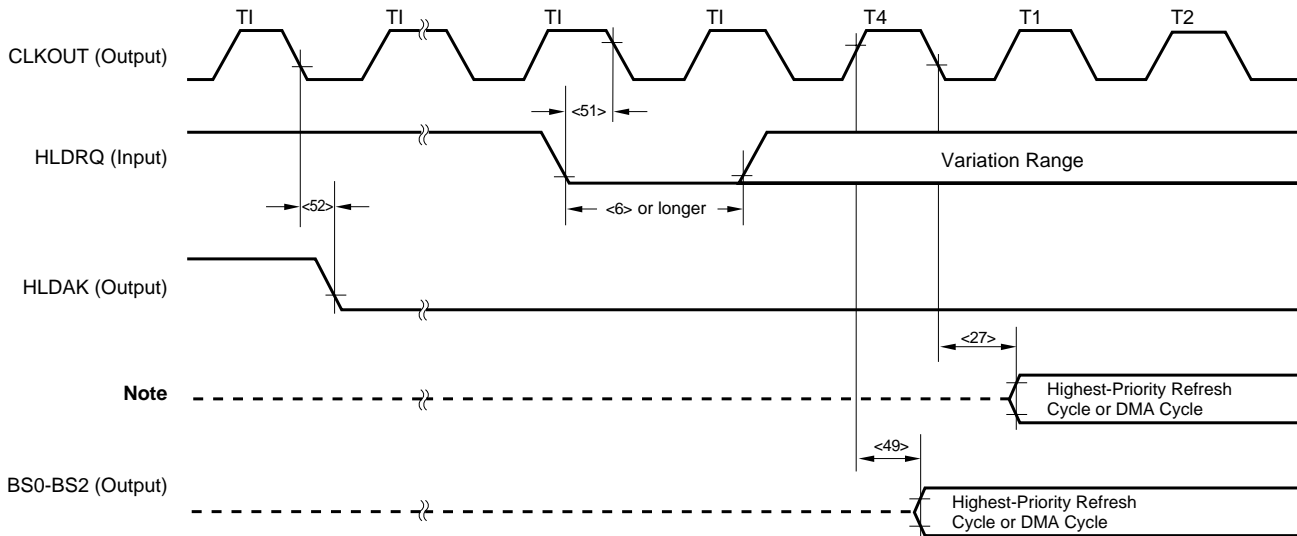 TI TI TI TI T4 T1 T2
CLKOUT (Output)
<51>
HLDRQ (Input)
Variation Range
<52>
<6> or longer
HLDAK (Output)
<27>
Note
Highest-Priority Refresh
Cycle or DMA Cycle
<49>
BS0-BS2 (Output)
Highest-Priority Refresh
Cycle or DMA Cycle